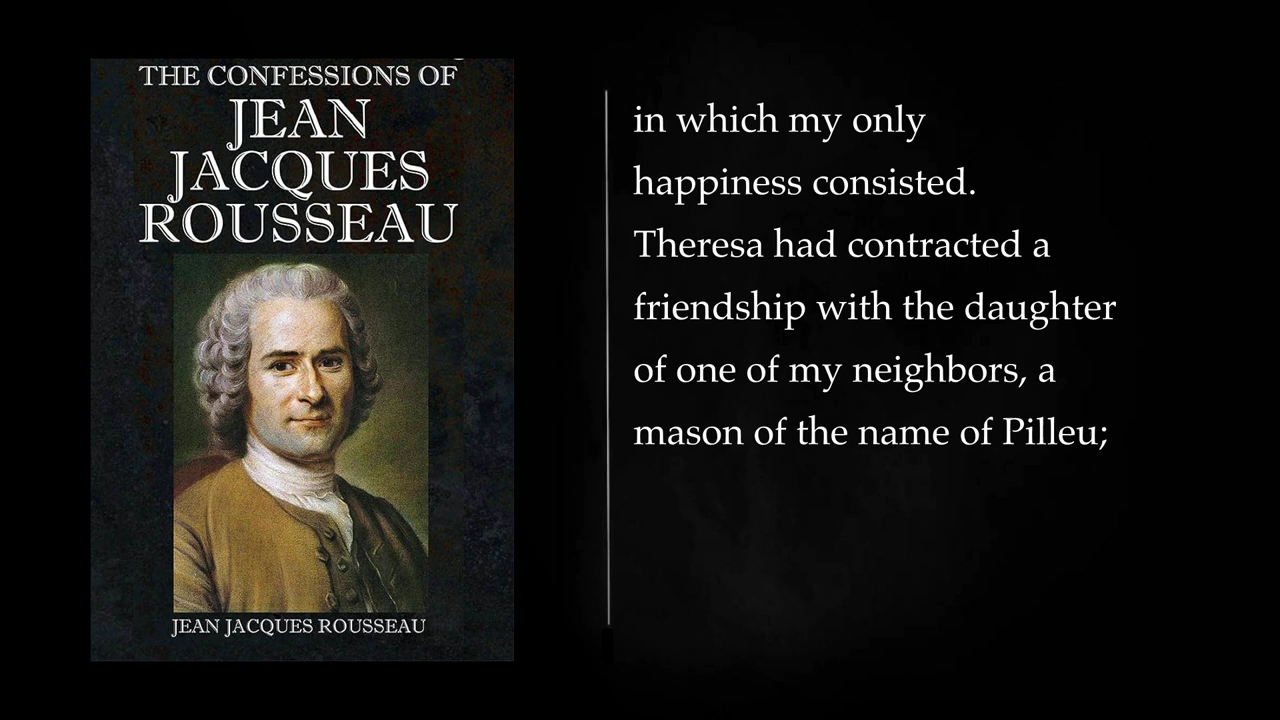 THE CONFESSIONS OF
JEAN
JACQUES
ROUSSEAU
JEAN JACQUES ROUSSEAU
in which my only
happiness consisted.
Theresa had contracted a
friendship with the daughter
of one of my neighbors, a
mason of the name of Pilleu;